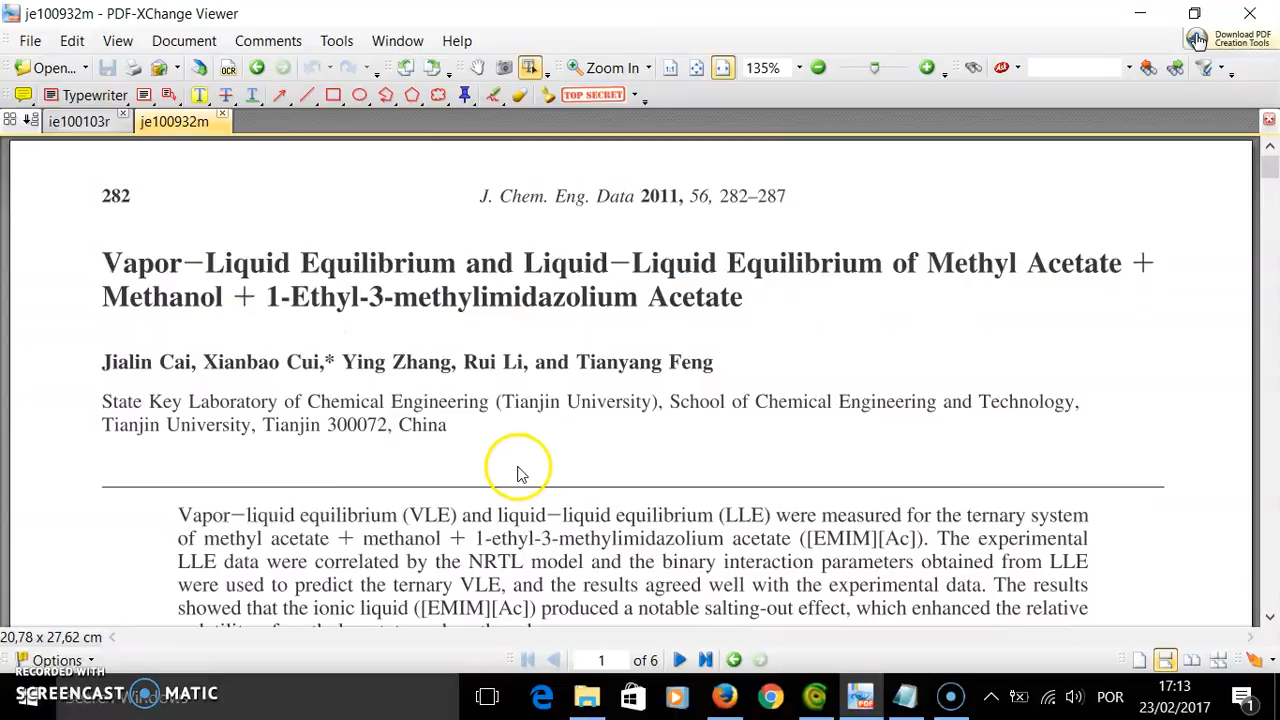 je100932m - PDF-XChange Viewer
File Edit View Document Comments Tools Window Help
Download PDF
Creation Tools
Open... OCR Zoom In 135%
Typewriter TOP SECRET
ie100103r je100932m
282 J. Chem. Eng. Data 2011, 56, 282–287
Vapor−Liquid Equilibrium and Liquid−Liquid Equilibrium of Methyl Acetate +
Methanol + 1-Ethyl-3-methylimidazolium Acetate
Jialin Cai, Xianbao Cui,* Ying Zhang, Rui Li, and Tianyang Feng
State Key Laboratory of Chemical Engineering (Tianjin University), School of Chemical Engineering and Technology,
Tianjin University, Tianjin 300072, China
Vapor−liquid equilibrium (VLE) and liquid−liquid equilibrium (LLE) were measured for the ternary system
of methyl acetate + methanol + 1-ethyl-3-methylimidazolium acetate ([EMIM][Ac]). The experimental
LLE data were correlated by the NRTL model and the binary interaction parameters obtained from LLE
were used to predict the ternary VLE, and the results agreed well with the experimental data. The results
showed that the ionic liquid ([EMIM][Ac]) produced a notable salting-out effect, which enhanced the relative
20,78 x 27,62 cm
Options 1 of 6
RECORDED WITH
SCREENCAST MATIC
POR 17:13
23/02/2017 1